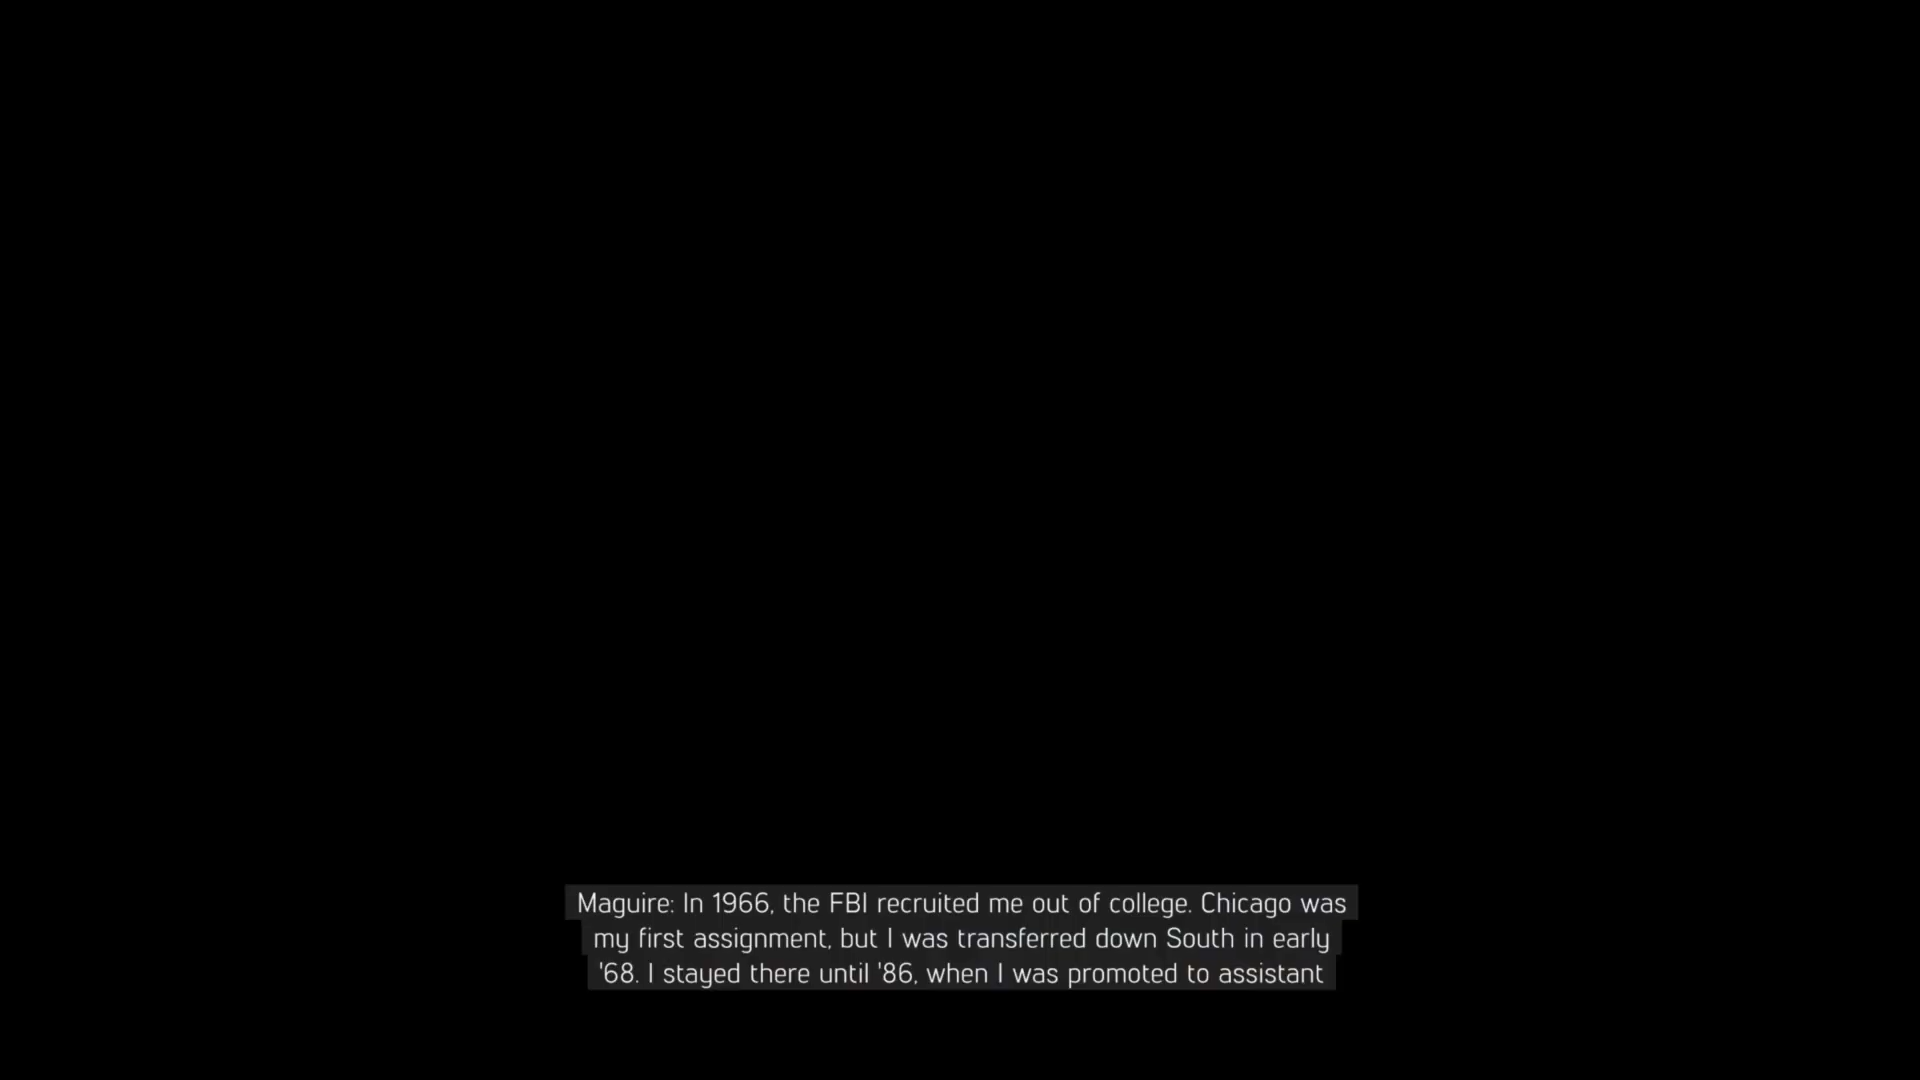 Maguire: In 1966, the FBI recruited me out of college. Chicago was
my first assignment, but I was transferred down South in early
'68. I stayed there until '86, when I was promoted to assistant